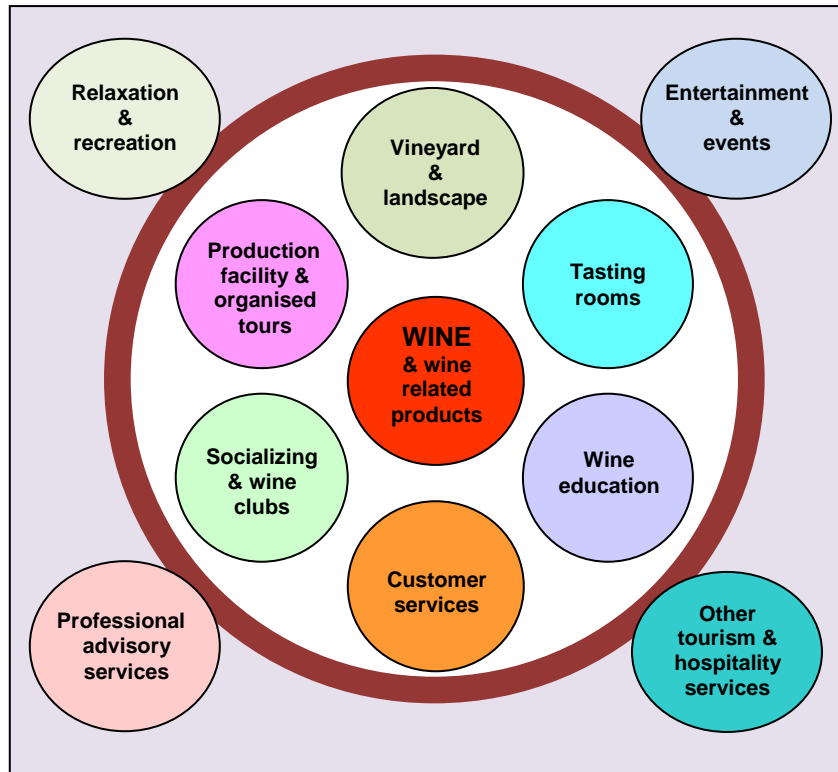 Relaxation
&
recreation
Entertainment
&
events
Vineyard
&
landscape
Production
facility &
organised
tours
Tasting
rooms
WINE
& wine
related
products
Socializing
& wine
clubs
Wine
education
Customer
services
Professional
advisory
services
Other
tourism &
hospitality
services